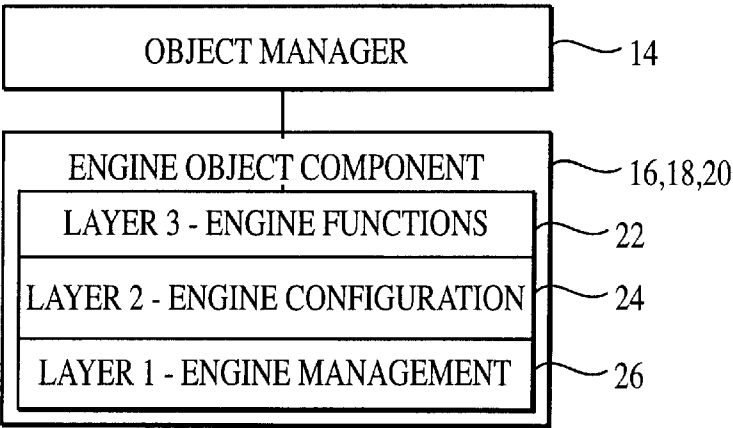 OBJECT MANAGER
14
ENGINE OBJECT COMPONENT
16,18,20
LAYER 3 - ENGINE FUNCTIONS
22
LAYER 2 - ENGINE CONFIGURATION
24
LAYER 1 - ENGINE MANAGEMENT
26